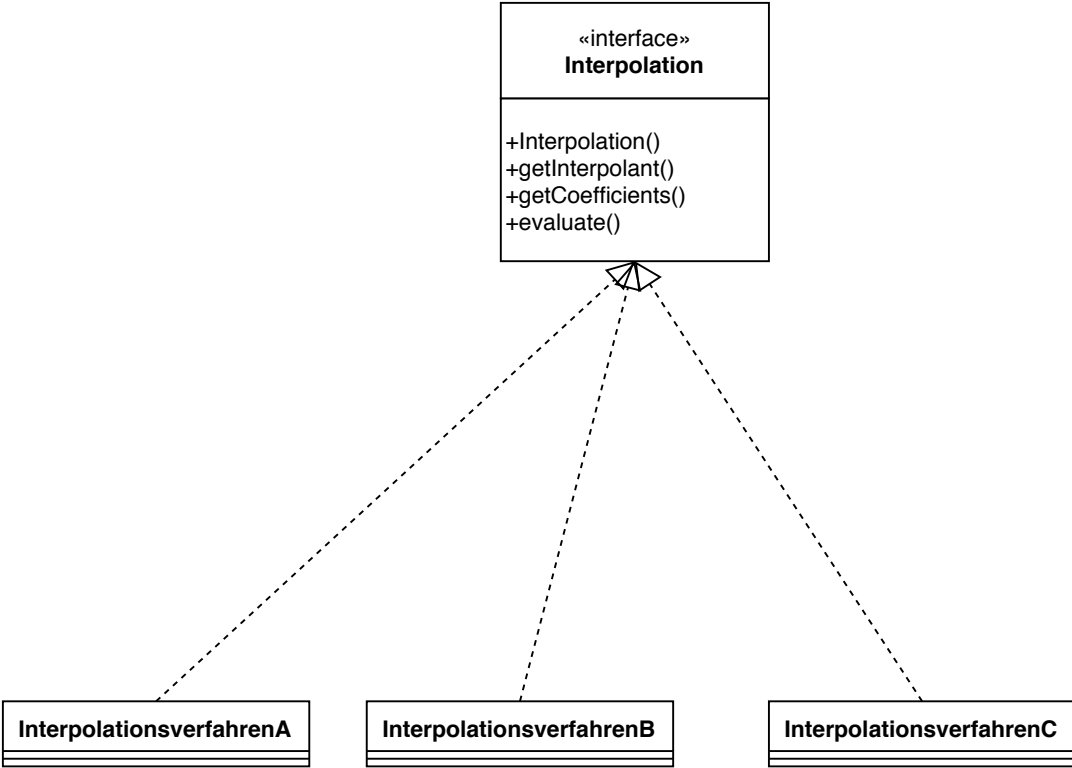 «interface»
Interpolation
+Interpolation()
+getInterpolant()
+getCoefficients()
+evaluate()
InterpolationsverfahrenA
InterpolationsverfahrenB
InterpolationsverfahrenC